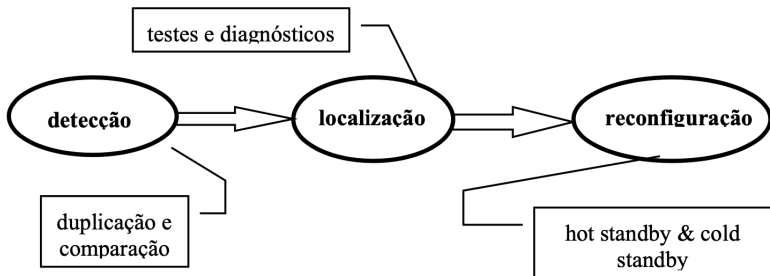 testes e diagnósticos
detecção
localização
reconfiguração
duplicação e
comparação
hot standby & cold
standby